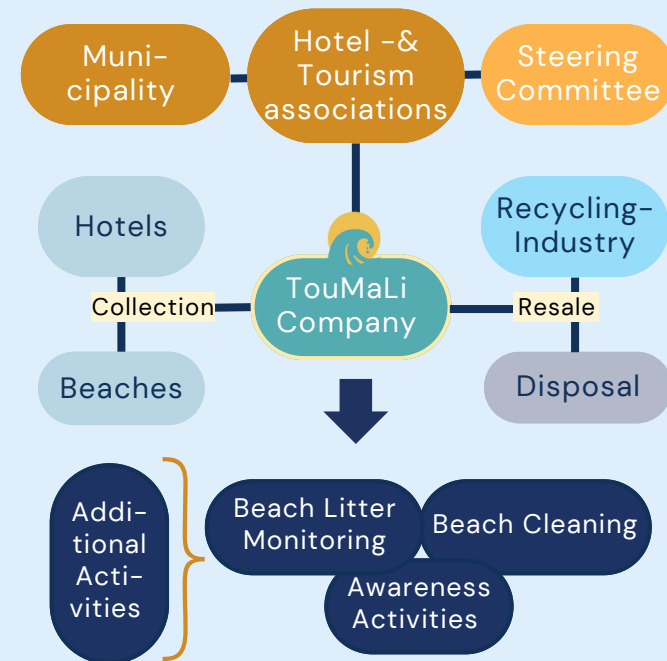 Muni-
cipality
Hotel -&
Tourism
associations
Steering
Committee
Hotels
Recycling-
Industry
Collection
TouMaLi
Company
Resale
Beaches
Disposal
Addi-
tional
Acti-
vities
Beach Litter
Monitoring
Beach Cleaning
Awareness
Activities